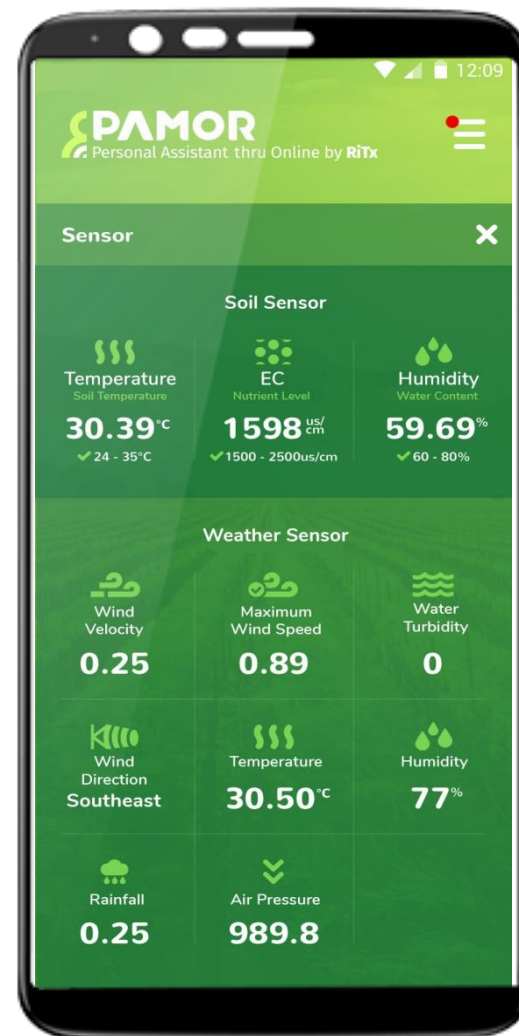 12:09
PAMOR
Personal Assistant thru Online by RiTx
Sensor
Soil Sensor
Temperature
Soil Temperature
30.39°C
24 - 35°C
EC
Nutrient Level
1598 us/cm
1500 - 2500us/cm
Humidity
Water Content
59.69%
60 - 80%
Weather Sensor
Wind
Velocity
0.25
Maximum
Wind Speed
0.89
Water
Turbidity
0
Wind
Direction
Southeast
Temperature
30.50°C
Humidity
77%
Rainfall
0.25
Air Pressure
989.8